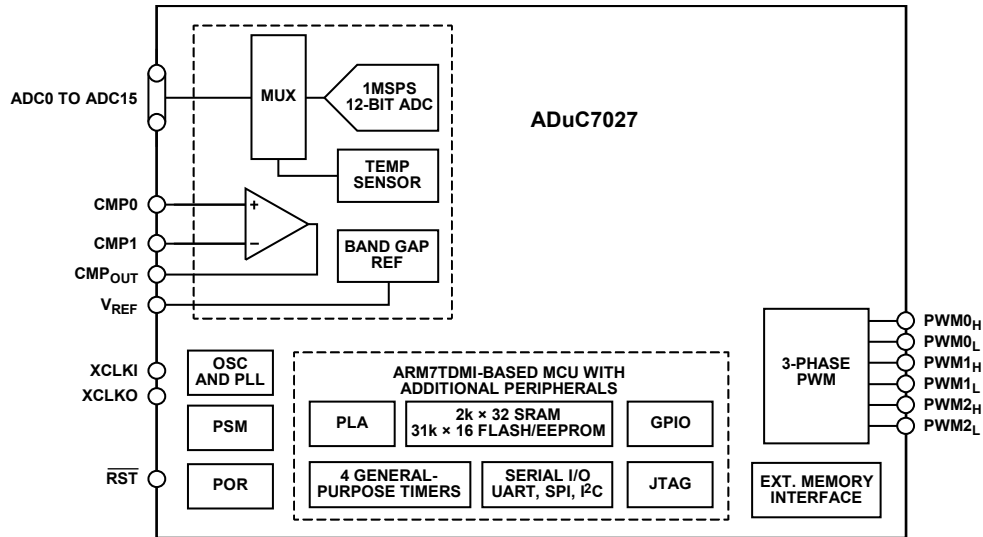 ADuC7027
ADC0 TO ADC15
MUX
1MSPS
12-BIT ADC
TEMP
SENSOR
CMP0
+
CMP1
−
CMPOUT
BAND GAP
REF
VREF
XCLKI
XCLKO
OSC
AND PLL
PSM
RST
POR
ARM7TDMI-BASED MCU WITH
ADDITIONAL PERIPHERALS
PLA
2k × 32 SRAM
31k × 16 FLASH/EEPROM
GPIO
4 GENERAL-
PURPOSE TIMERS
SERIAL I/O
UART, SPI, I2C
JTAG
3-PHASE
PWM
PWM0H
PWM0L
PWM1H
PWM1L
PWM2H
PWM2L
EXT. MEMORY
INTERFACE